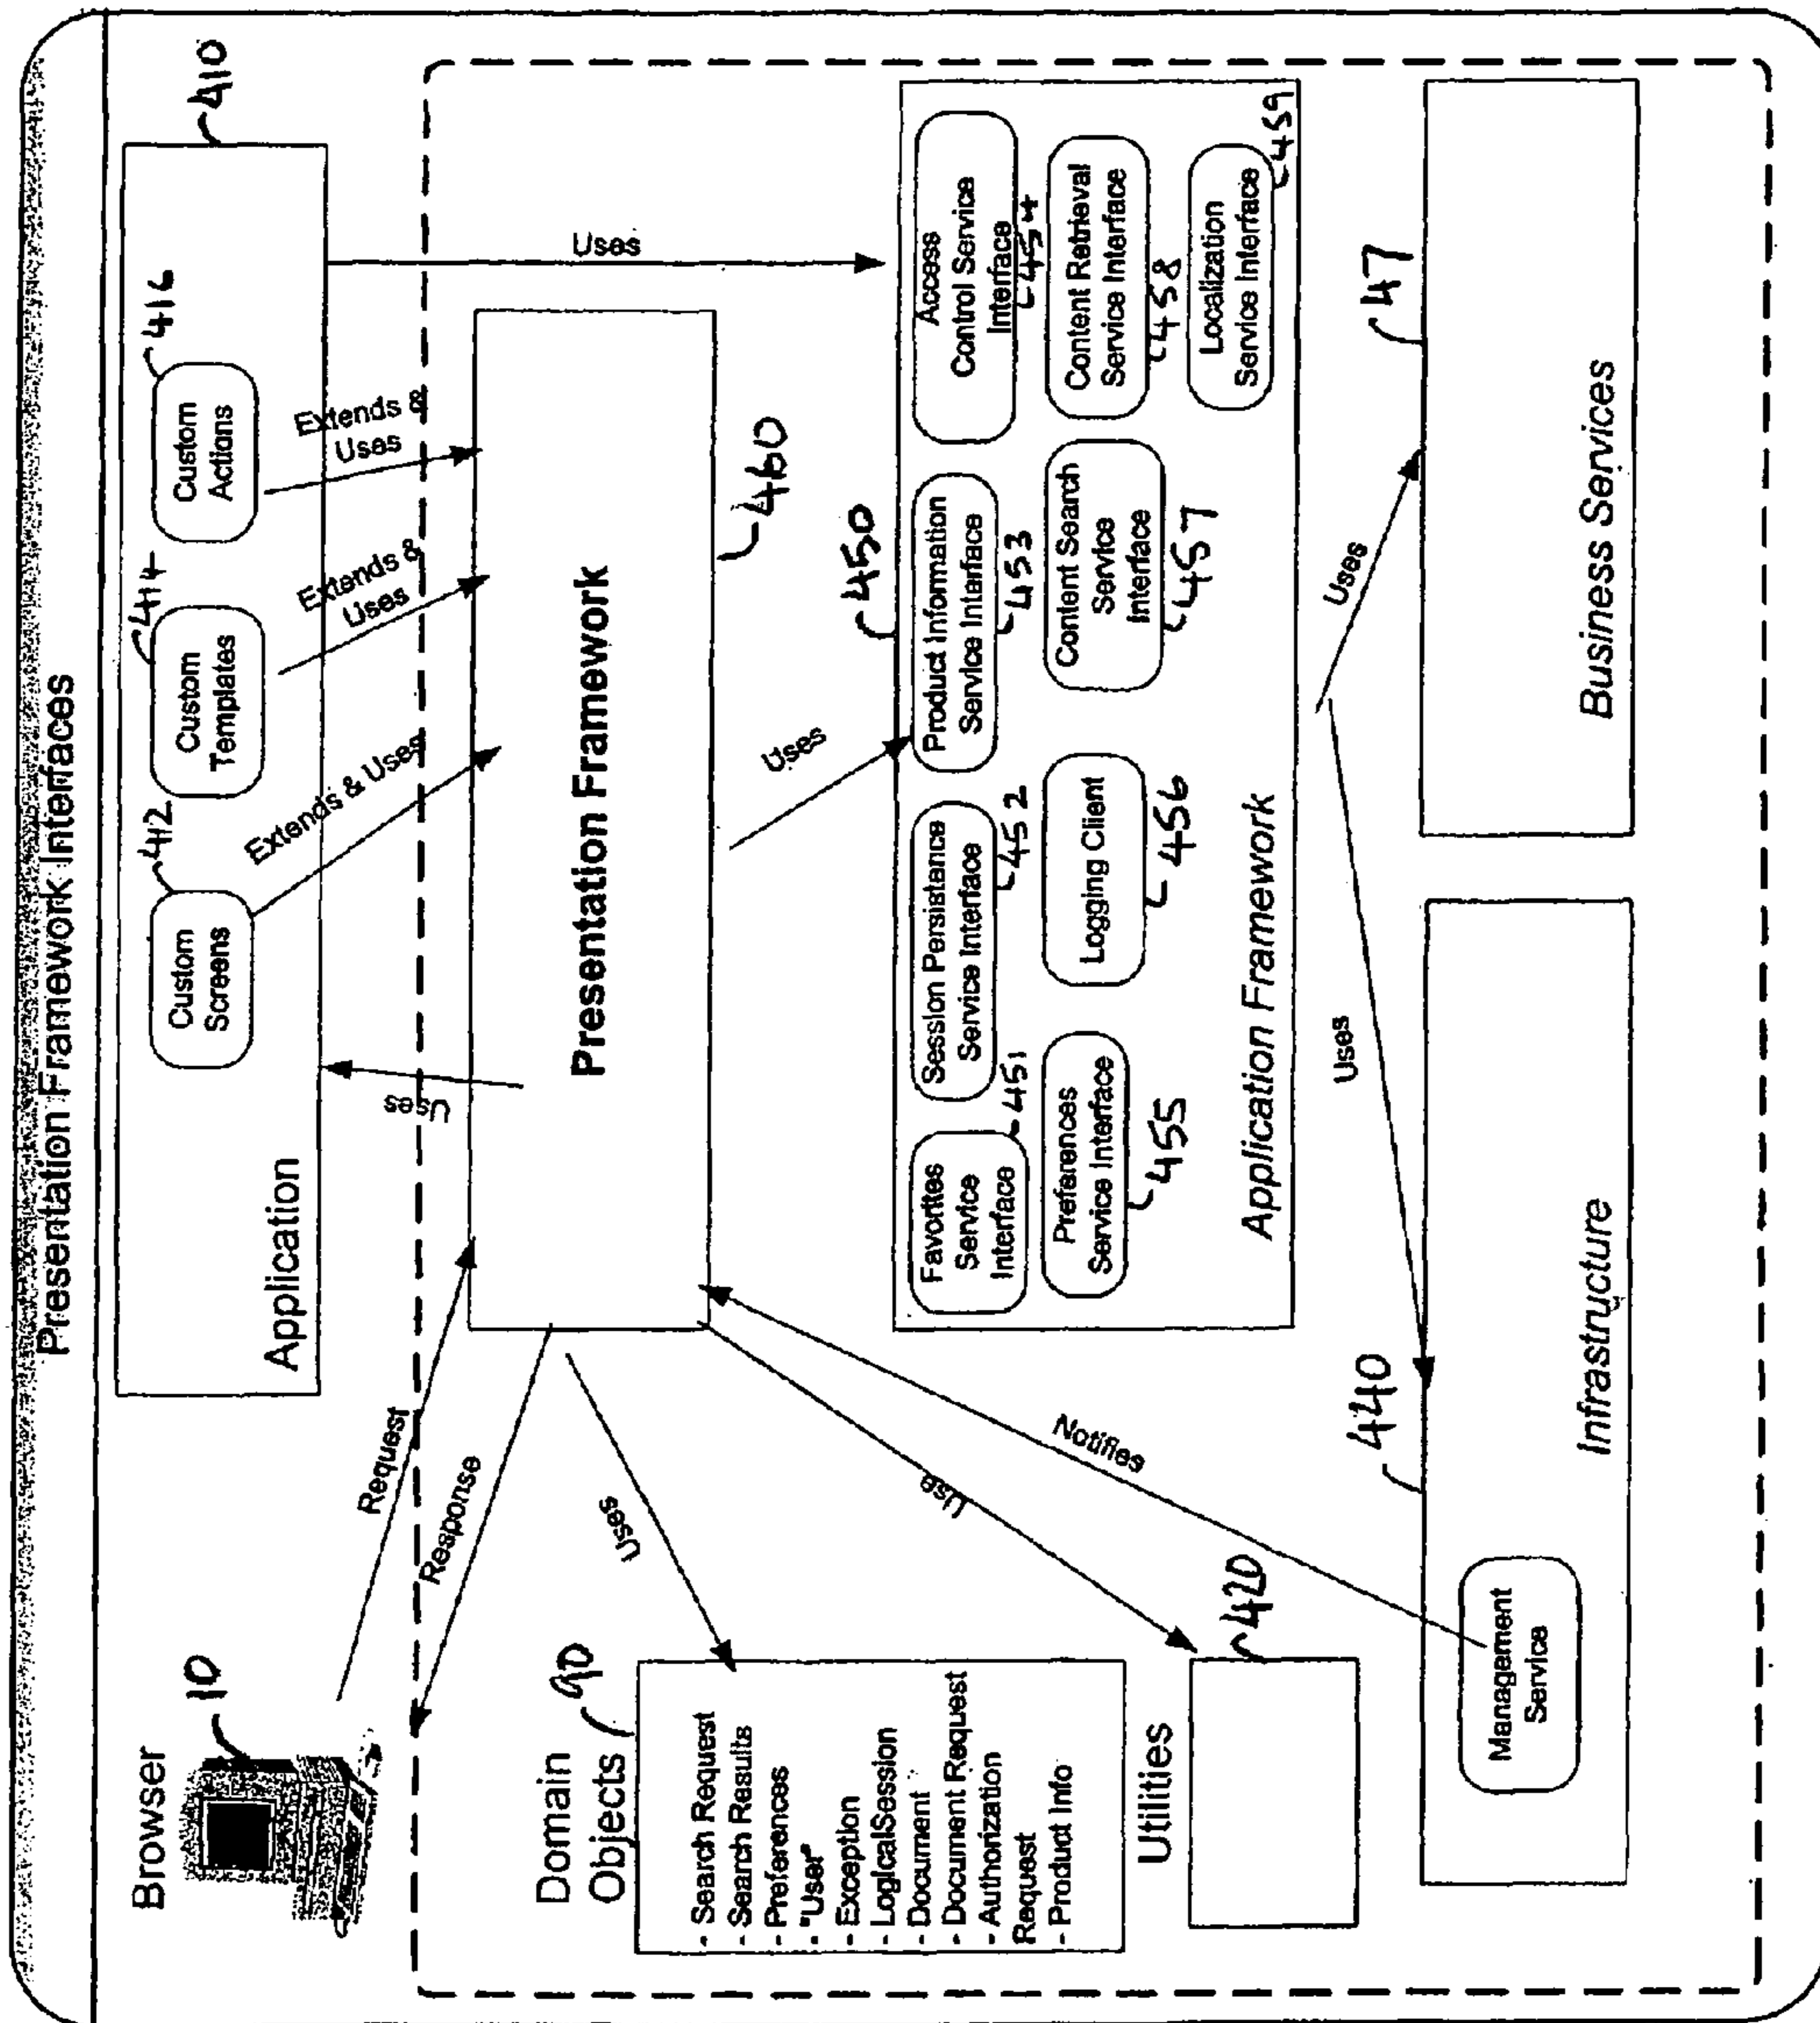 Presentation Framework Interfaces
Browser
10
Application
410
Custom
Screens
412
Custom
Templates
414
Custom
Actions
416
Request
Response
Uses
Extends & Uses
Extends &
Uses
Extends &
Uses
Uses
Presentation Framework
460
Domain
Objects
90
- Search Request
- Search Results
- Preferences
- "User"
- Exception
- LogicalSession
- Document
- Document Request
- Authorization
Request
- Product Info
Uses
Use
Notifies
Uses
Utilities
420
450
Favorites
Service
Interface
451
Session Persistence
Service Interface
452
Product Information
Service Interface
453
Access
Control Service
Interface
454
Preferences
Service Interface
455
Logging Client
456
Content Search
Service
Interface
457
Content Retrieval
Service Interface
458
Localization
Service Interface
459
Application Framework
Uses
Uses
440
Management
Service
Infrastructure
47
Business Services